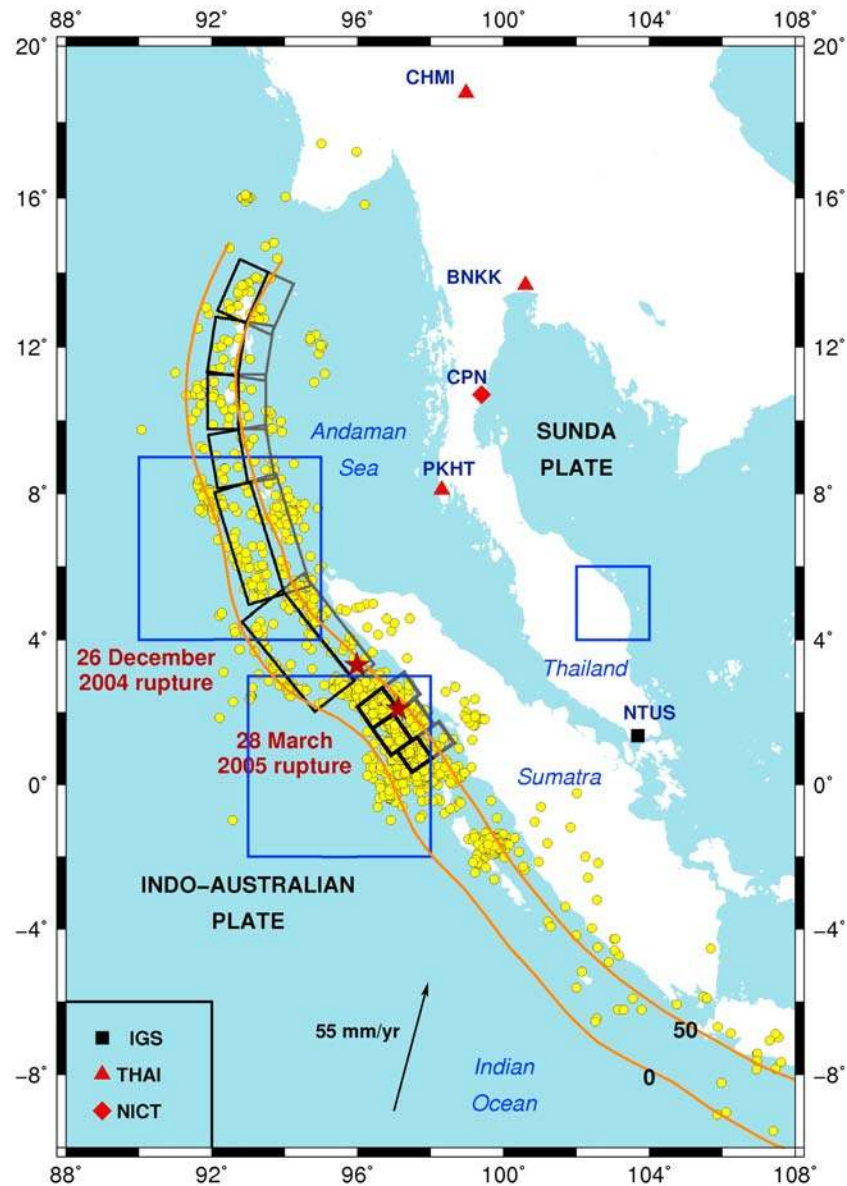 88˚ 92˚ 96˚ 100˚ 104˚ 108˚
20˚
CHMI
16˚
BNKK
12˚
CPN
Andaman
Sea
SUNDA
PLATE
PKHT
8˚
4˚
26 December
2004 rupture
Thailand
NTUS
28 March
2005 rupture
Sumatra
0˚
INDO-AUSTRALIAN
PLATE
-4˚
55 mm/yr
50
0
Indian
Ocean
-8˚
IGS
THAI
NICT
88˚ 92˚ 96˚ 100˚ 104˚ 108˚
20˚
16˚
12˚
8˚
4˚
0˚
-4˚
-8˚